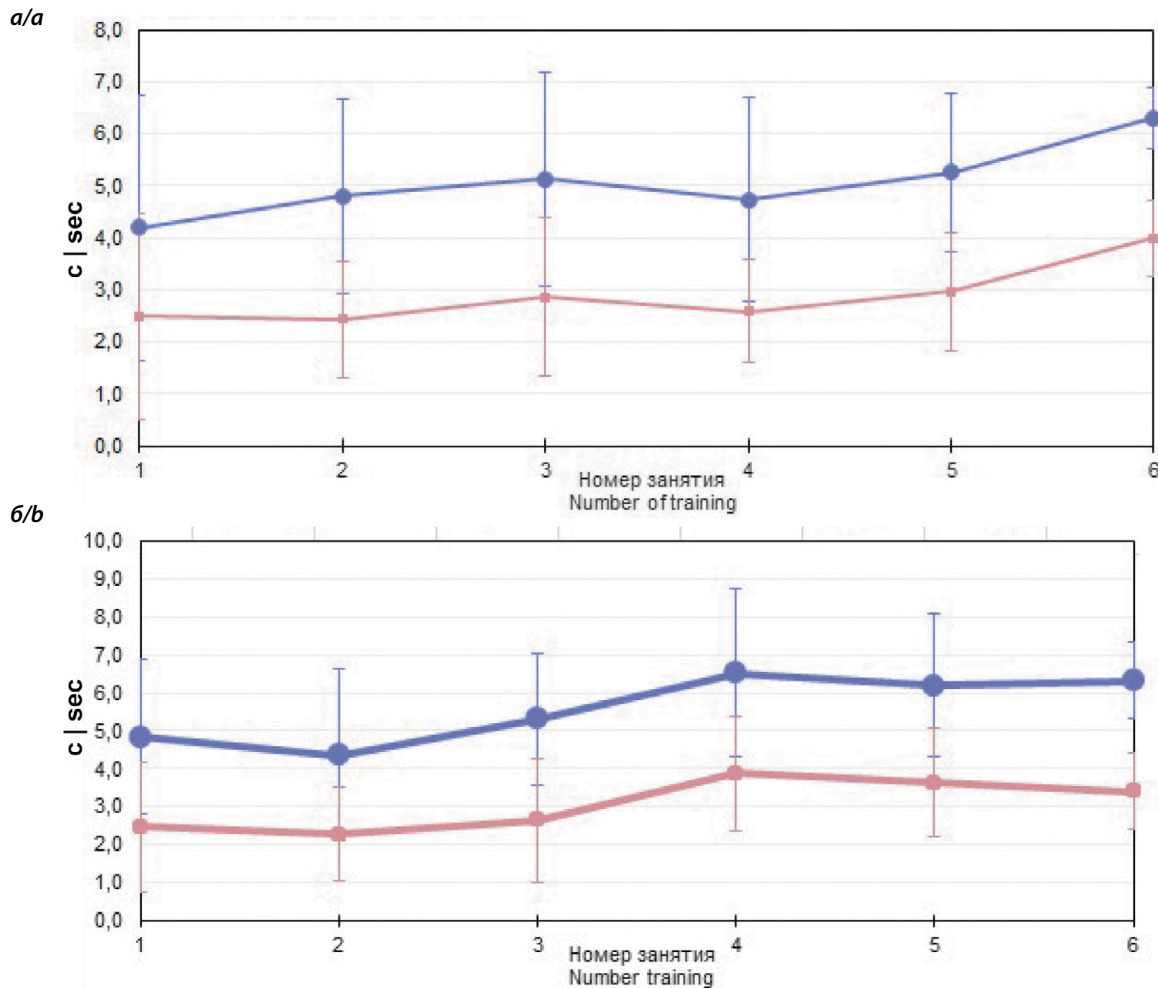 а/a
8,0
7,0
6,0
5,0
4,0
3,0
2,0
1,0
0,0
с | sec
1 2 3 4 5 6
Номер занятия
Number of training
б/b
10,0
9,0
8,0
7,0
6,0
5,0
4,0
3,0
2,0
1,0
0,0
с | sec
1 2 3 4 5 6
Номер занятия
Number training